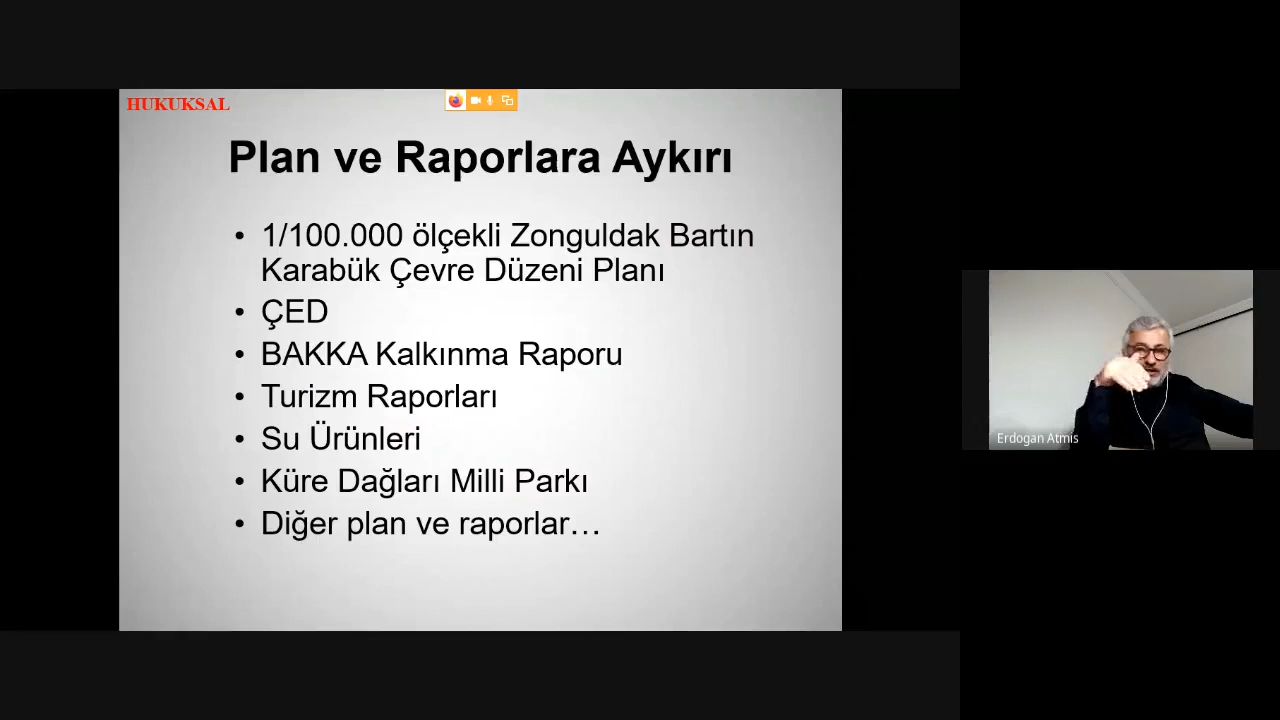 HUKUKSAL
Plan ve Raporlara Aykırı
• 1/100.000 ölçekli Zonguldak Bartın
Karabük Çevre Düzeni Planı
• ÇED
• BAKKA Kalkınma Raporu
• Turizm Raporları
• Su Ürünleri
• Küre Dağları Milli Parkı
• Diğer plan ve raporlar…
Erdogan Atmis